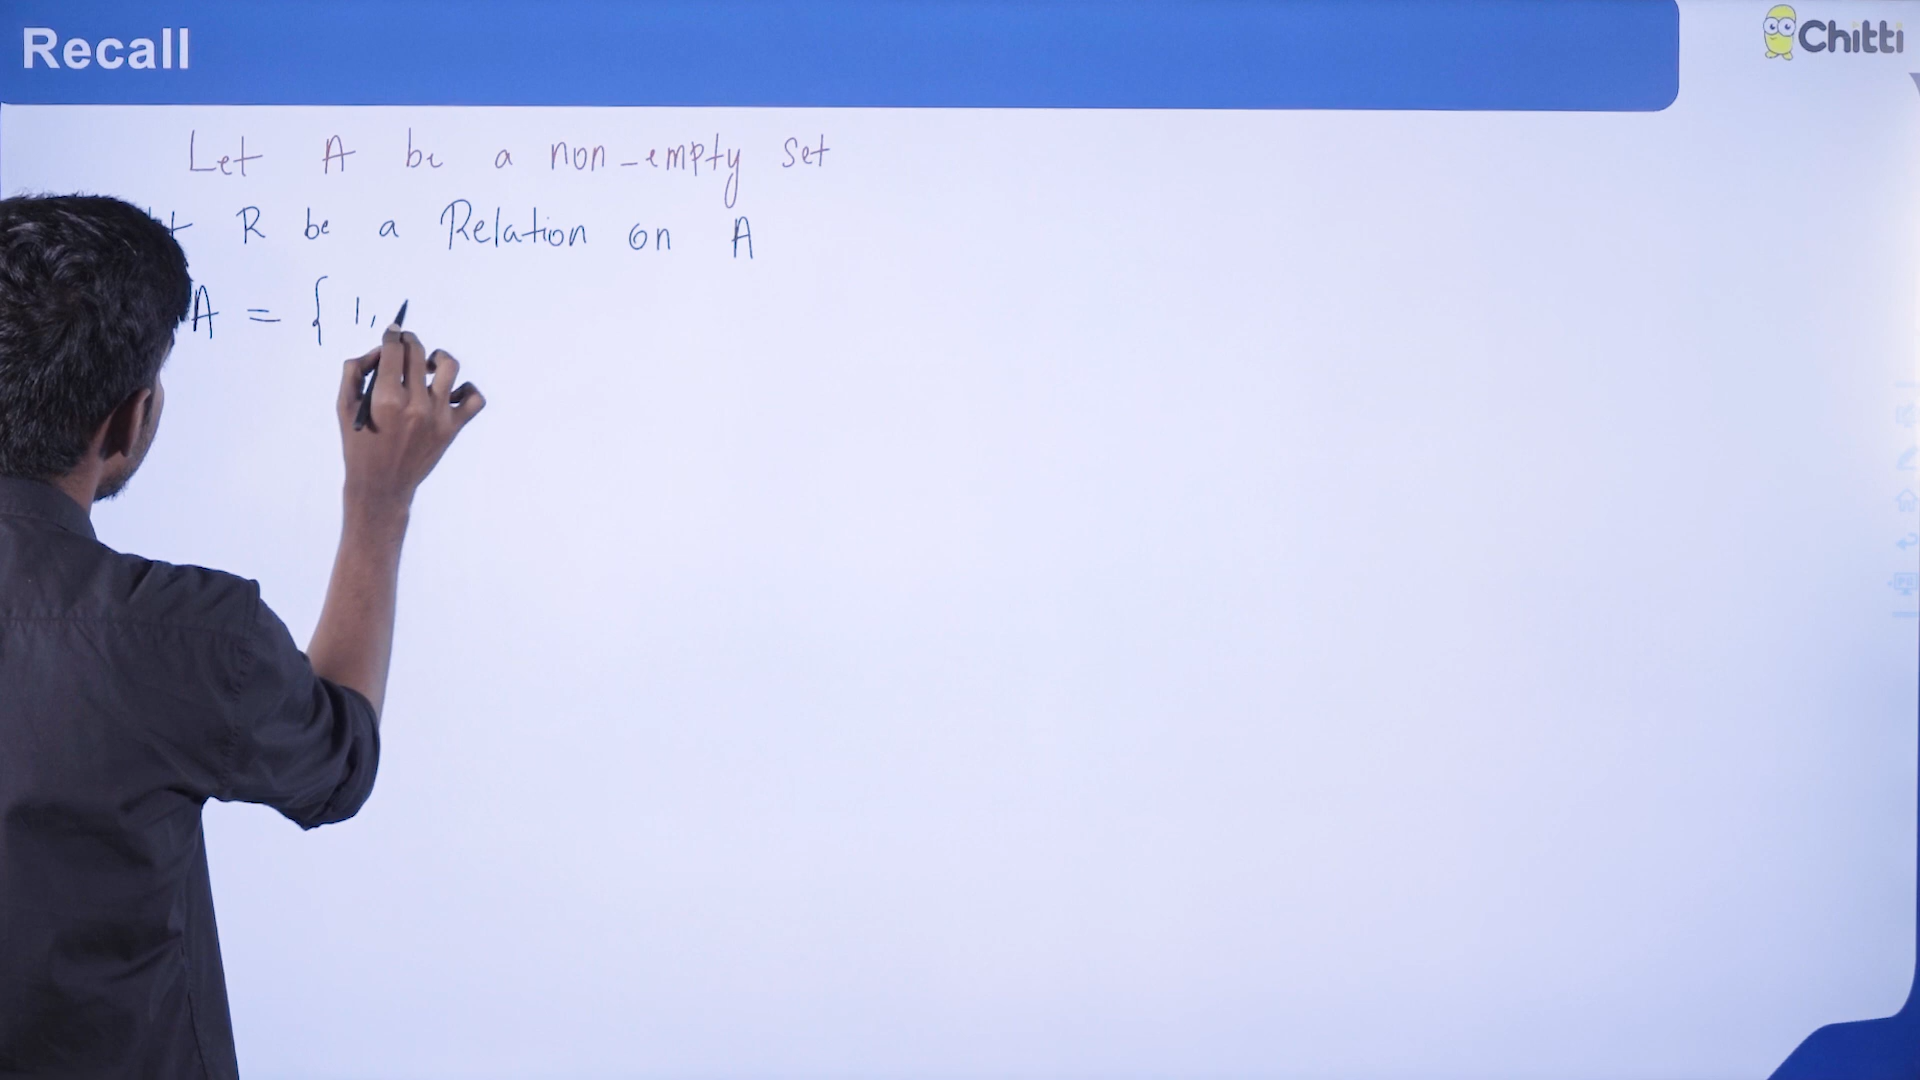 Recall
Chitti
Let A be a non-empty set
R be a Relation on A
A = { 1,